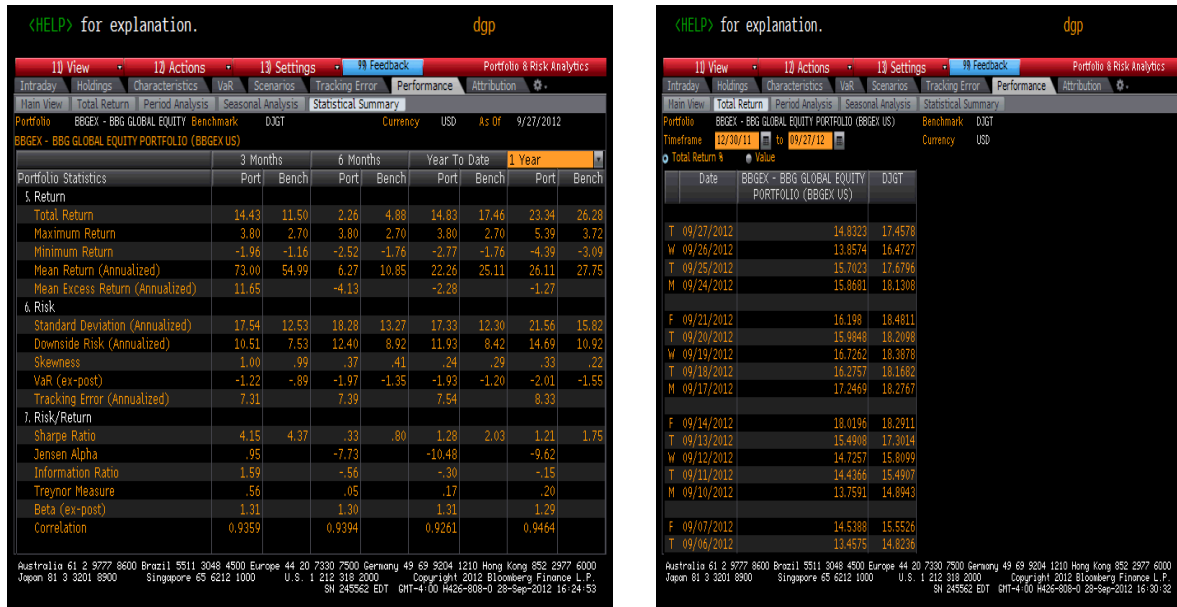 <HELP> for explanation. dgp
11) View 12) Actions 13) Settings 99) Feedback Portfolio & Risk Analytics
Intraday Holdings Characteristics VaR Scenarios Tracking Error Performance Attribution
Main View Total Return Period Analysis Seasonal Analysis Statistical Summary
Portfolio BBGEX - BBG GLOBAL EQUITY Benchmark DJGT Currency USD As Of 9/27/2012
BBGEX - BBG GLOBAL EQUITY PORTFOLIO (BBGEX US)
3 Months 6 Months Year To Date 1 Year
Portfolio Statistics Port Bench Port Bench Port Bench Port Bench
5. Return
Total Return 14.43 11.50 2.26 4.88 14.83 17.46 23.34 26.28
Maximum Return 3.80 2.70 3.80 2.70 3.80 2.70 5.39 3.72
Minimum Return -1.96 -1.16 -2.52 -1.76 -2.77 -1.76 -4.39 -3.09
Mean Return (Annualized) 73.00 54.99 6.27 10.85 22.26 25.11 26.11 27.75
Mean Excess Return (Annualized) 11.65 -4.13 -2.28 -1.27
6. Risk
Standard Deviation (Annualized) 17.54 12.53 18.28 13.27 17.33 12.30 21.56 15.82
Downside Risk (Annualized) 10.51 7.53 12.40 8.92 11.93 8.42 14.69 10.92
Skewness 1.00 .99 .37 .41 .24 .29 .33 .22
VaR (ex-post) -1.22 -.89 -1.97 -1.35 -1.93 -1.20 -2.01 -1.55
Tracking Error (Annualized) 7.31 7.39 7.54 8.33
7. Risk/Return
Sharpe Ratio 4.15 4.37 .33 .80 1.28 2.03 1.21 1.75
Jensen Alpha .95 -7.73 -10.48 -9.62
Information Ratio 1.59 -.56 -.30 -.15
Treynor Measure .56 .05 .17 .20
Beta (ex-post) 1.31 1.30 1.31 1.29
Correlation 0.9359 0.9394 0.9261 0.9464
Australia 61 2 9777 8600 Brazil 5511 3048 4500 Europe 44 20 7330 7500 Germany 49 69 9204 1210 Hong Kong 852 2977 6000
Japan 81 3 3201 8900 Singapore 65 6212 1000 U.S. 1 212 318 2000 Copyright 2012 Bloomberg Finance L.P.
SN 245562 EDT GMT-4:00 H426-808-0 28-Sep-2012 16:24:53
<HELP> for explanation. dgp
11) View 12) Actions 13) Settings 99) Feedback Portfolio & Risk Analytics
Intraday Holdings Characteristics VaR Scenarios Tracking Error Performance Attribution
Main View Total Return Period Analysis Seasonal Analysis Statistical Summary
Portfolio BBGEX - BBG GLOBAL EQUITY PORTFOLIO (BBGEX US) Benchmark DJGT
Timeframe 12/30/11 to 09/27/12 Currency USD
Total Return % Value
Date BBGEX - BBG GLOBAL EQUITY DJGT
PORTFOLIO (BBGEX US)
T 09/27/2012 14.8323 17.4578
W 09/26/2012 13.8574 16.4727
T 09/25/2012 15.7023 17.6796
M 09/24/2012 15.8681 18.1308
F 09/21/2012 16.198 18.4811
T 09/20/2012 15.9848 18.2098
W 09/19/2012 16.7262 18.3878
T 09/18/2012 16.2757 18.1682
M 09/17/2012 17.2469 18.2767
F 09/14/2012 18.0196 18.2911
T 09/13/2012 15.4908 17.3014
W 09/12/2012 14.7257 15.8099
T 09/11/2012 14.4366 15.4907
M 09/10/2012 13.7591 14.8943
F 09/07/2012 14.5388 15.5526
T 09/06/2012 13.4575 14.8236
Australia 61 2 9777 8600 Brazil 5511 3048 4500 Europe 44 20 7330 7500 Germany 49 69 9204 1210 Hong Kong 852 2977 6000
Japan 81 3 3201 8900 Singapore 65 6212 1000 U.S. 1 212 318 2000 Copyright 2012 Bloomberg Finance L.P.
SN 245562 EDT GMT-4:00 H426-808-0 28-Sep-2012 16:30:32